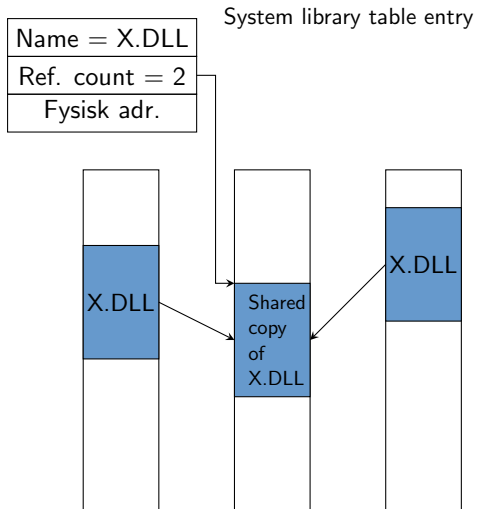 System library table entry
Name = X.DLL
Ref. count = 2
Fysisk adr.
X.DLL
Shared
copy
of
X.DLL
X.DLL